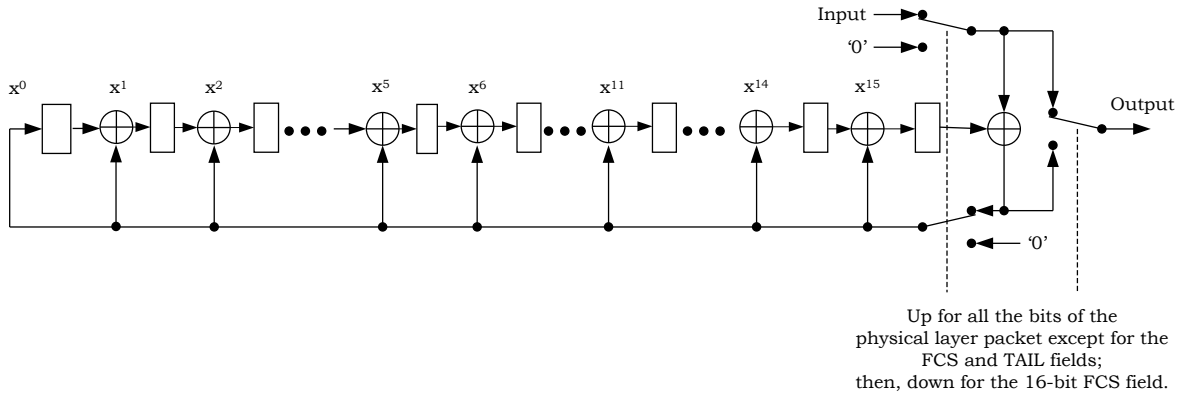 Input
‘0’
x⁰ x¹ x² x⁵ x⁶ x¹¹ x¹⁴ x¹⁵
Output
‘0’
Up for all the bits of the
physical layer packet except for the
FCS and TAIL fields;
then, down for the 16-bit FCS field.